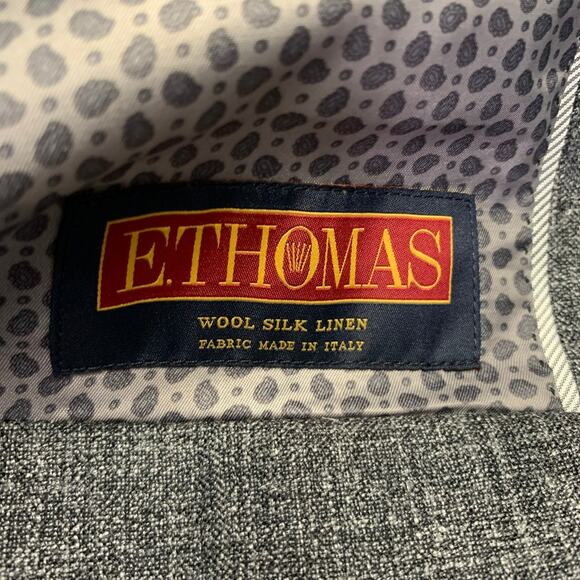 E.THOMAS
WOOL SILK LINEN
FABRIC MADE IN ITALY